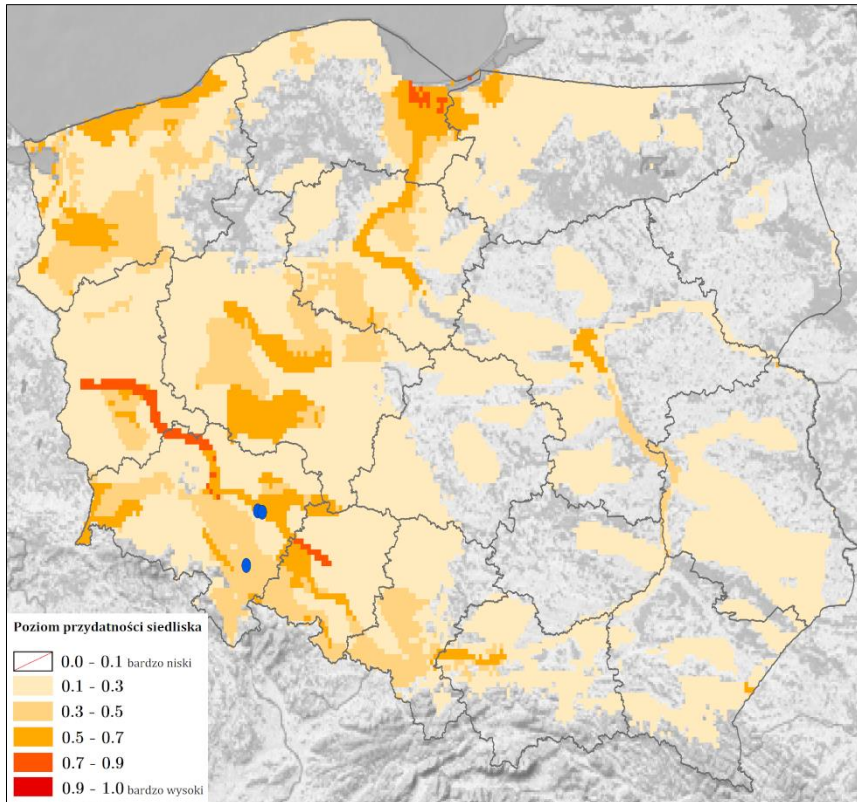 Poziom przydatności siedliska
0.0 - 0.1 bardzo niski
0.1 - 0.3
0.3 - 0.5
0.5 - 0.7
0.7 - 0.9
0.9 - 1.0 bardzo wysoki